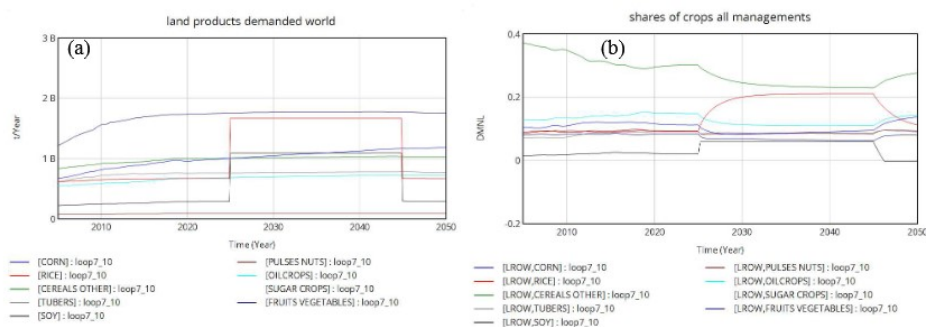 land products demanded world
(a)
3 B
2 B
1 B
0
t/Year
2010 2020 2030 2040 2050
Time (Year)
[CORN] : loop7_10
[RICE] : loop7_10
[CEREALS OTHER] : loop7_10
[TUBERS] : loop7_10
[SOY] : loop7_10
[PULSES NUTS] : loop7_10
[OILCROPS] : loop7_10
[SUGAR CROPS] : loop7_10
[FRUITS VEGETABLES] : loop7_10
shares of crops all managements
(b)
0.4
0.2
0
-0.2
DMNL
2010 2020 2030 2040 2050
Time (Year)
[LROW,CORN] : loop7_10
[LROW,RICE] : loop7_10
[LROW,CEREALS OTHER] : loop7_10
[LROW,TUBERS] : loop7_10
[LROW,SOY] : loop7_10
[LROW,PULSES NUTS] : loop7_10
[LROW,OILCROPS] : loop7_10
[LROW,SUGAR CROPS] : loop7_10
[LROW,FRUITS VEGETABLES] : loop7_10